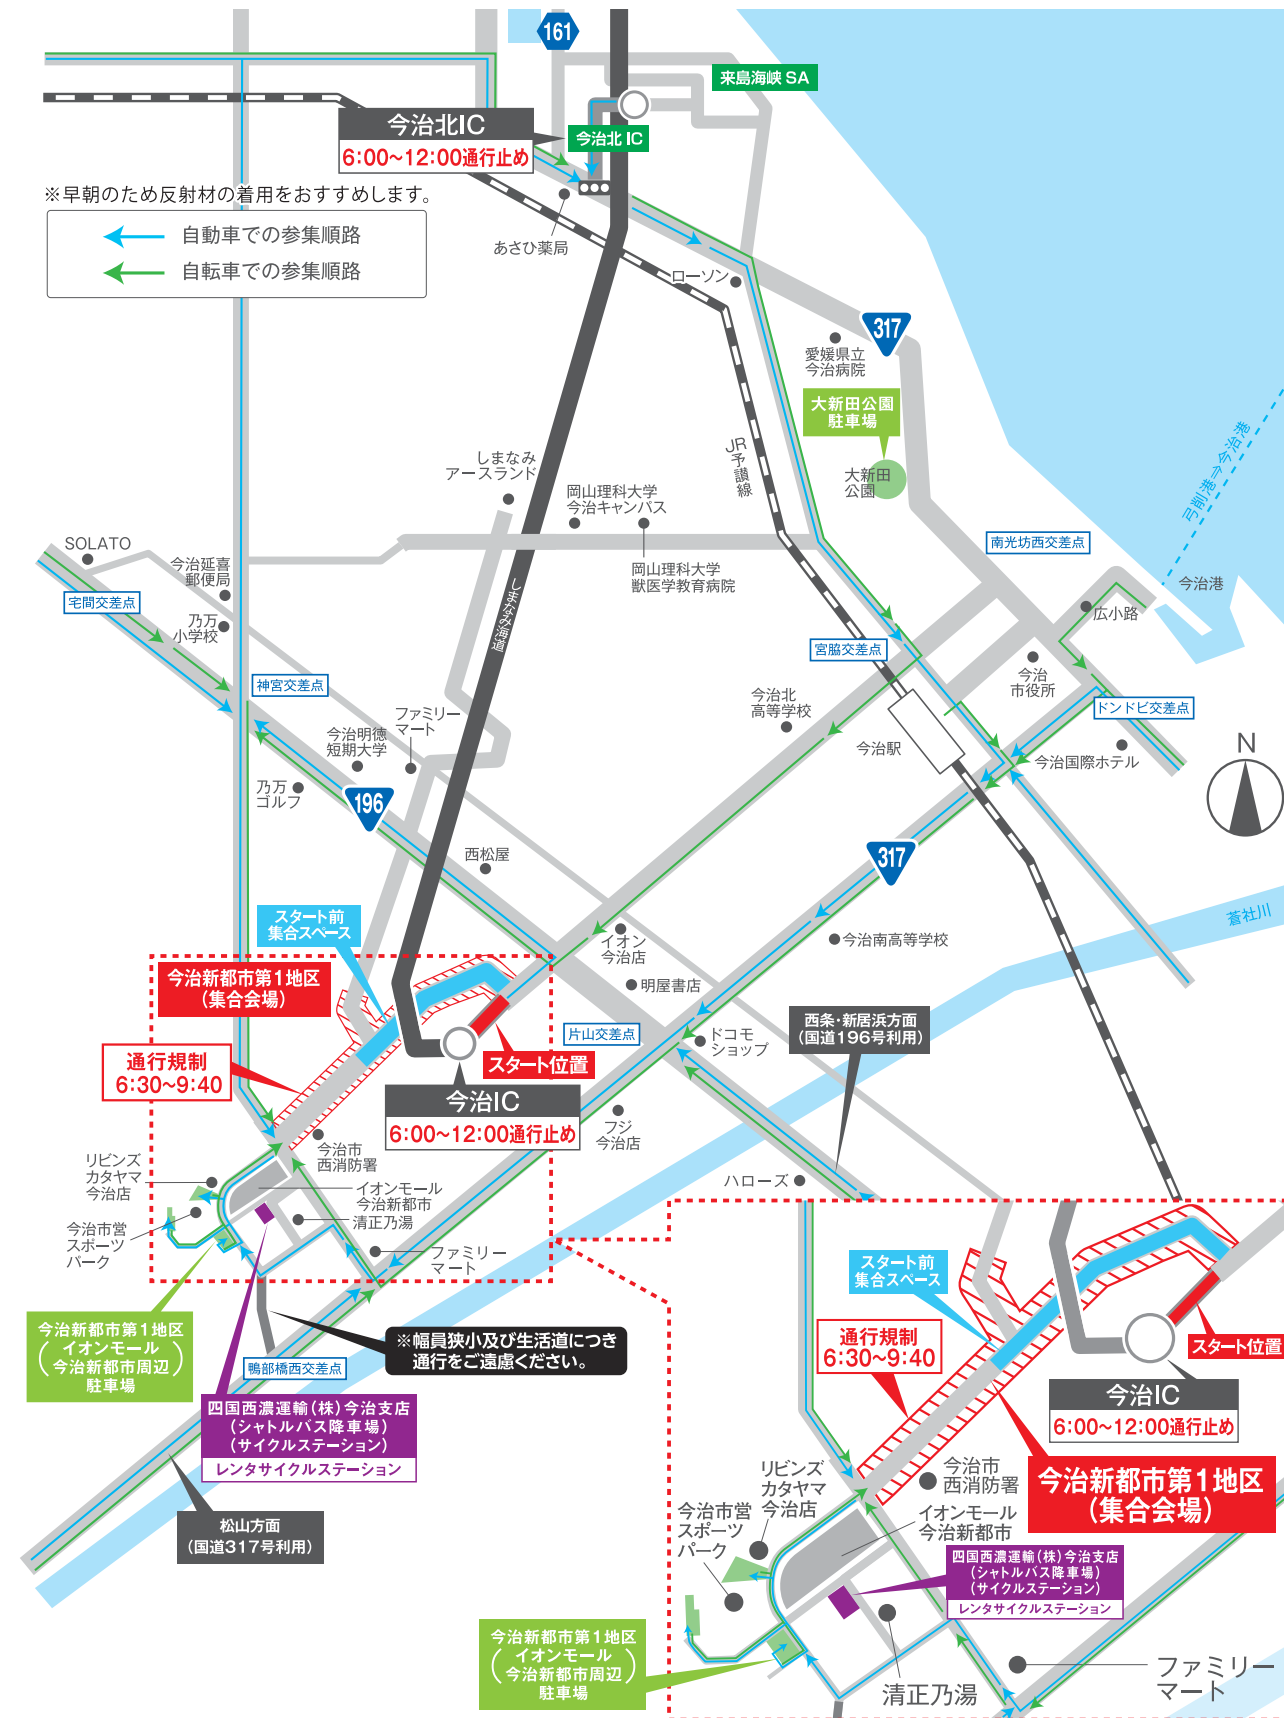 161
来島海峡 SA
今治北IC
6:00～12:00通行止め
今治北 IC
※早朝のため反射材の着用をおすすめします。
自動車での参集順路
自転車での参集順路
あさひ薬局
ローソン
317
愛媛県立
今治病院
大新田公園
駐車場
大新田
公園
JR予讃線
弓削港⇒今治港
しまなみ
アースランド
岡山理科大学
今治キャンパス
岡山理科大学
獣医学教育病院
南光坊西交差点
今治港
広小路
SOLATO
今治延喜
郵便局
宅間交差点
乃万
小学校
しまなみ海道
宮脇交差点
今治
市役所
神宮交差点
ドンドビ交差点
今治北
高等学校
ファミリー
マート
今治明徳
短期大学
今治駅
今治国際ホテル
N
乃万
ゴルフ
196
西松屋
317
スタート前
集合スペース
蒼社川
イオン
今治店
今治南高等学校
今治新都市第1地区
（集合会場）
明屋書店
西条・新居浜方面
（国道196号利用）
片山交差点
ドコモ
ショップ
通行規制
6:30～9:40
スタート位置
今治IC
6:00～12:00通行止め
フジ
今治店
今治市
西消防署
リビンズ
カタヤマ
今治店
イオンモール
今治新都市
ハローズ
清正乃湯
今治市営
スポーツ
パーク
ファミリー
マート
今治新都市第1地区
（イオンモール
今治新都市周辺）
駐車場
※幅員狭小及び生活道につき
通行をご遠慮ください。
鴨部橋西交差点
四国西濃運輸(株)今治支店
（シャトルバス降車場）
（サイクルステーション）
レンタサイクルステーション
松山方面
（国道317号利用）
スタート前
集合スペース
通行規制
6:30～9:40
スタート位置
今治IC
6:00～12:00通行止め
今治新都市第1地区
（集合会場）
今治市
西消防署
リビンズ
カタヤマ
今治店
イオンモール
今治新都市
今治市営
スポーツ
パーク
四国西濃運輸(株)今治支店
（シャトルバス降車場）
（サイクルステーション）
レンタサイクルステーション
今治新都市第1地区
（イオンモール
今治新都市周辺）
駐車場
清正乃湯
ファミリー
マート